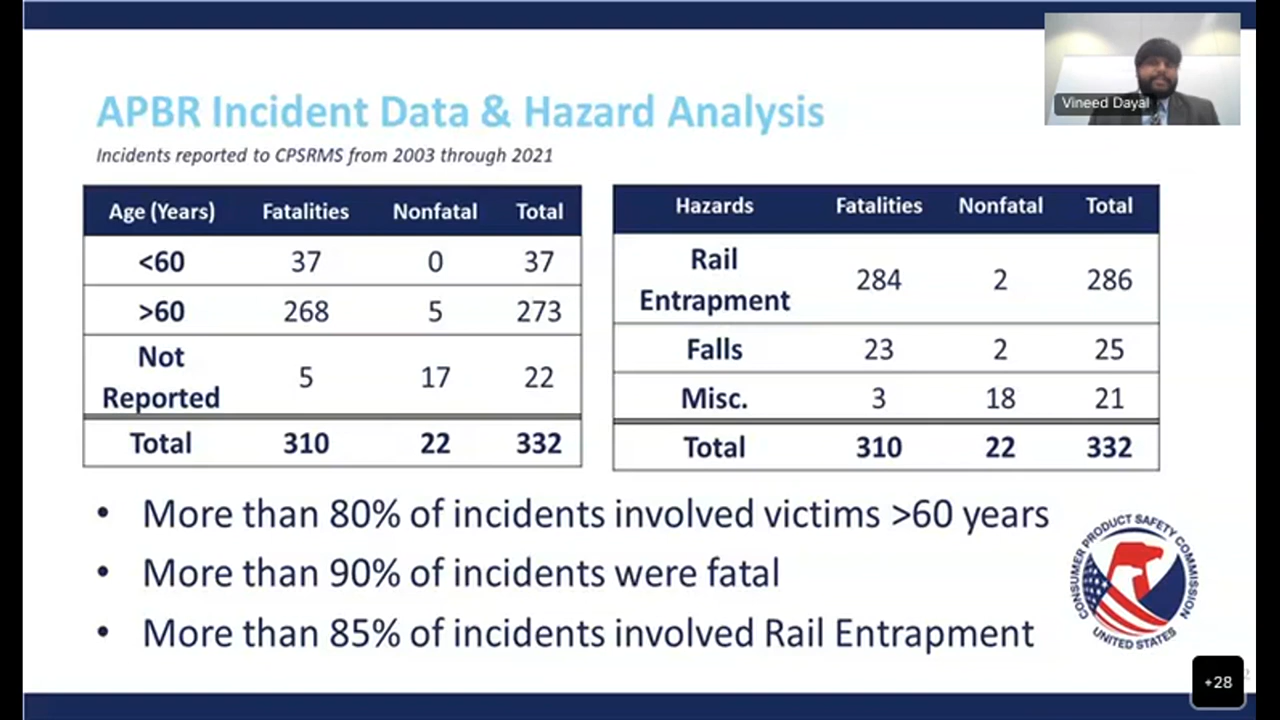 Vineed Dayal
APBR Incident Data & Hazard Analysis
Incidents reported to CPSRMS from 2003 through 2021
Age (Years) Fatalities Nonfatal Total
<60 37 0 37
>60 268 5 273
Not
Reported 5 17 22
Total 310 22 332
Hazards Fatalities Nonfatal Total
Rail
Entrapment 284 2 286
Falls 23 2 25
Misc. 3 18 21
Total 310 22 332
• More than 80% of incidents involved victims >60 years
• More than 90% of incidents were fatal
• More than 85% of incidents involved Rail Entrapment
CONSUMER PRODUCT SAFETY COMMISSION
UNITED STATES
+28